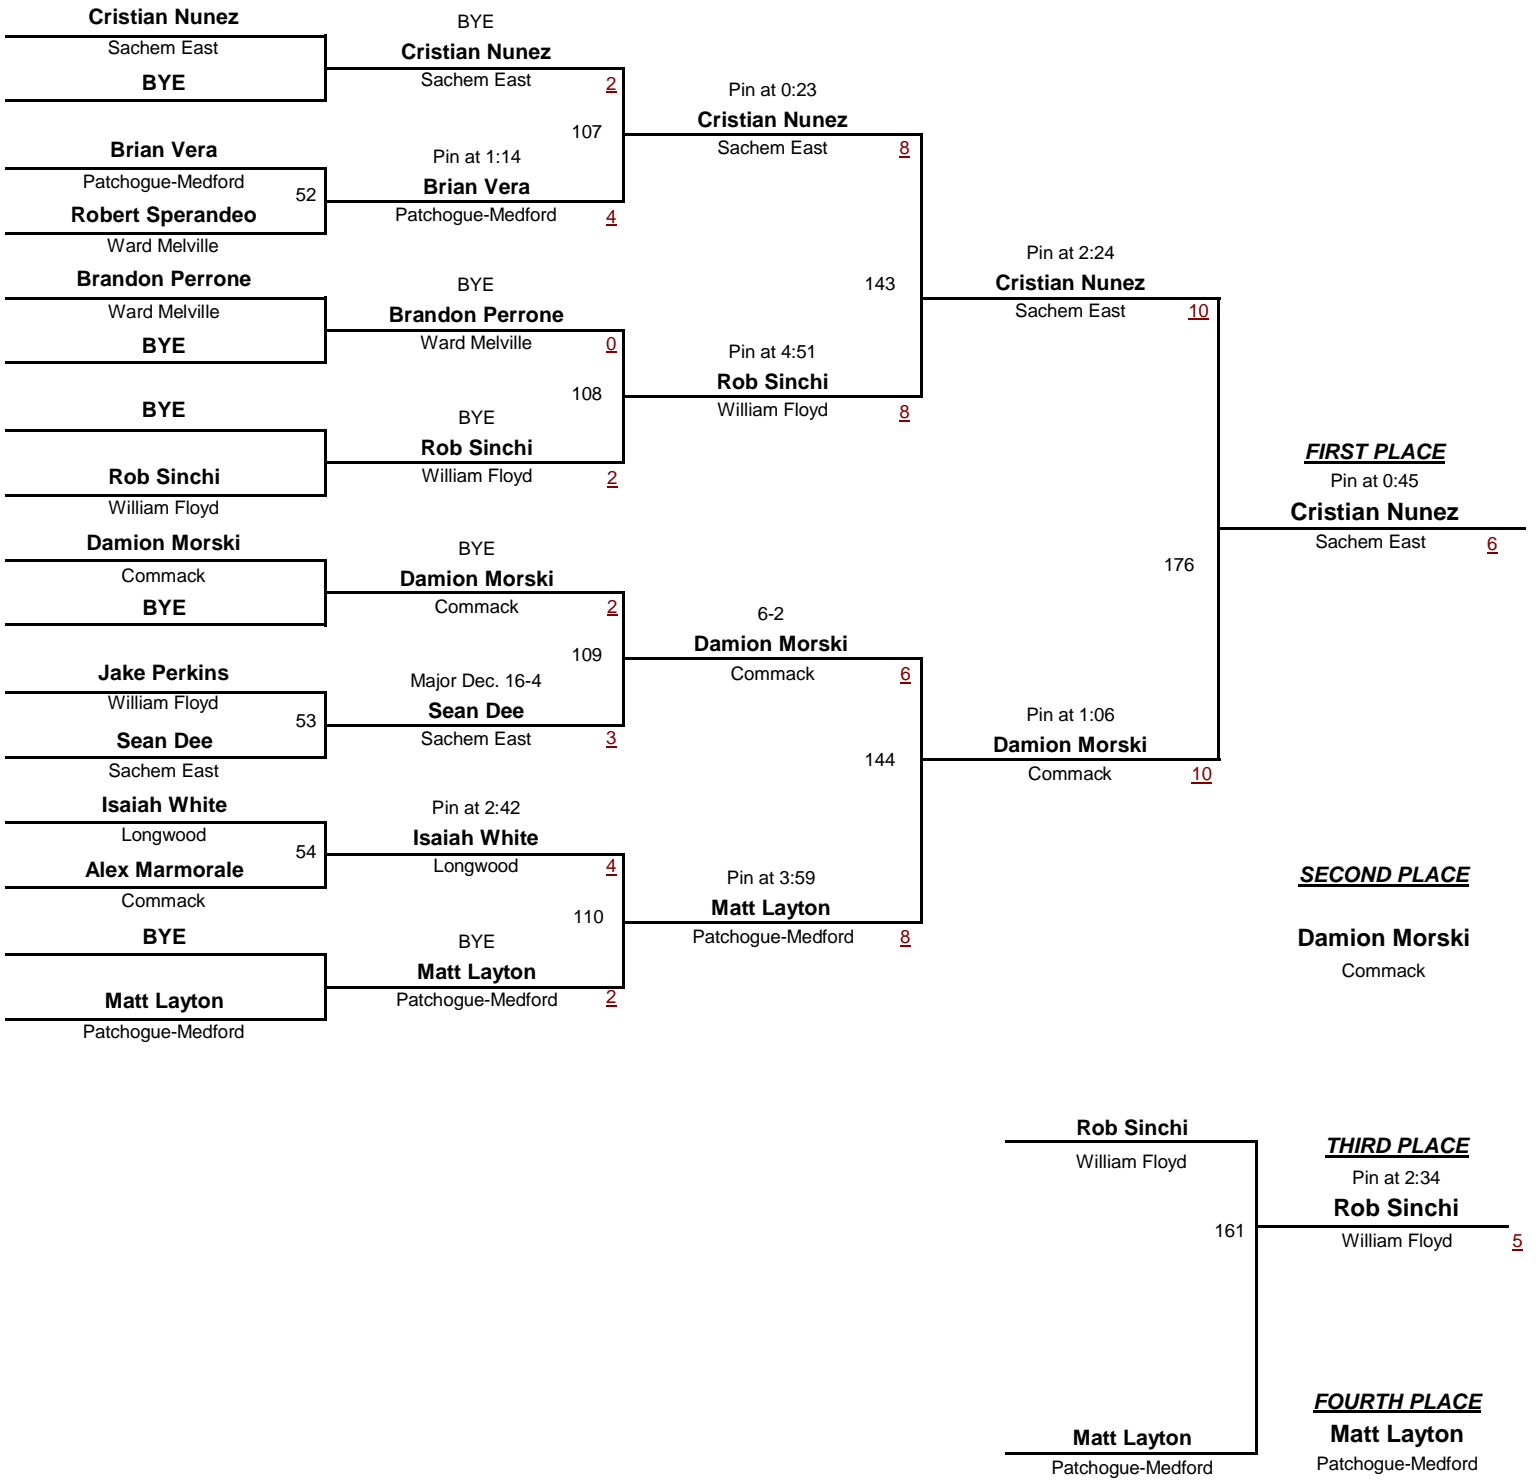 Cristian Nunez
Sachem East
BYE
Brian Vera
Patchogue-Medford
52
Robert Sperandeo
Ward Melville
Brandon Perrone
Ward Melville
BYE
BYE
Rob Sinchi
William Floyd
Damion Morski
Commack
BYE
Jake Perkins
William Floyd
53
Sean Dee
Sachem East
Isaiah White
Longwood
54
Alex Marmorale
Commack
BYE
Matt Layton
Patchogue-Medford
BYE
Cristian Nunez
Sachem East 2
107
Pin at 1:14
Brian Vera
Patchogue-Medford 4
BYE
Brandon Perrone
Ward Melville 0
108
BYE
Rob Sinchi
William Floyd 2
BYE
Damion Morski
Commack 2
109
Major Dec. 16-4
Sean Dee
Sachem East 3
Pin at 2:42
Isaiah White
Longwood 4
110
BYE
Matt Layton
Patchogue-Medford 2
Pin at 0:23
Cristian Nunez
Sachem East 8
143
Pin at 4:51
Rob Sinchi
William Floyd 8
6-2
Damion Morski
Commack 6
144
Pin at 3:59
Matt Layton
Patchogue-Medford 8
Pin at 2:24
Cristian Nunez
Sachem East 10
176
Pin at 1:06
Damion Morski
Commack 10
FIRST PLACE
Pin at 0:45
Cristian Nunez
Sachem East 6
SECOND PLACE
Damion Morski
Commack
Rob Sinchi
William Floyd
161
Matt Layton
Patchogue-Medford
THIRD PLACE
Pin at 2:34
Rob Sinchi
William Floyd 5
FOURTH PLACE
Matt Layton
Patchogue-Medford